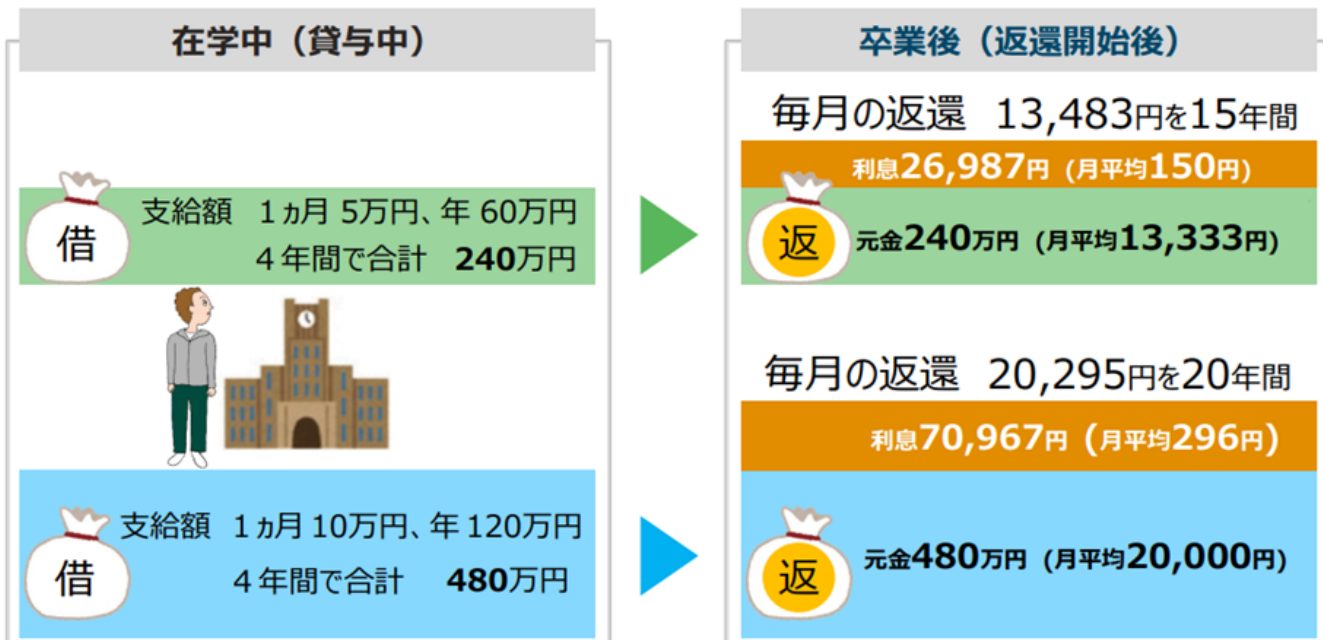 在学中（貸与中）
借
支給額 1ヵ月 5万円、年 60万円
4年間で合計 240万円
支給額 1ヵ月 10万円、年 120万円
借
4年間で合計 480万円
卒業後（返還開始後）
毎月の返還 13,483円を15年間
利息26,987円 (月平均150円)
返
元金240万円 (月平均13,333円)
毎月の返還 20,295円を20年間
利息70,967円 (月平均296円)
返
元金480万円 (月平均20,000円)